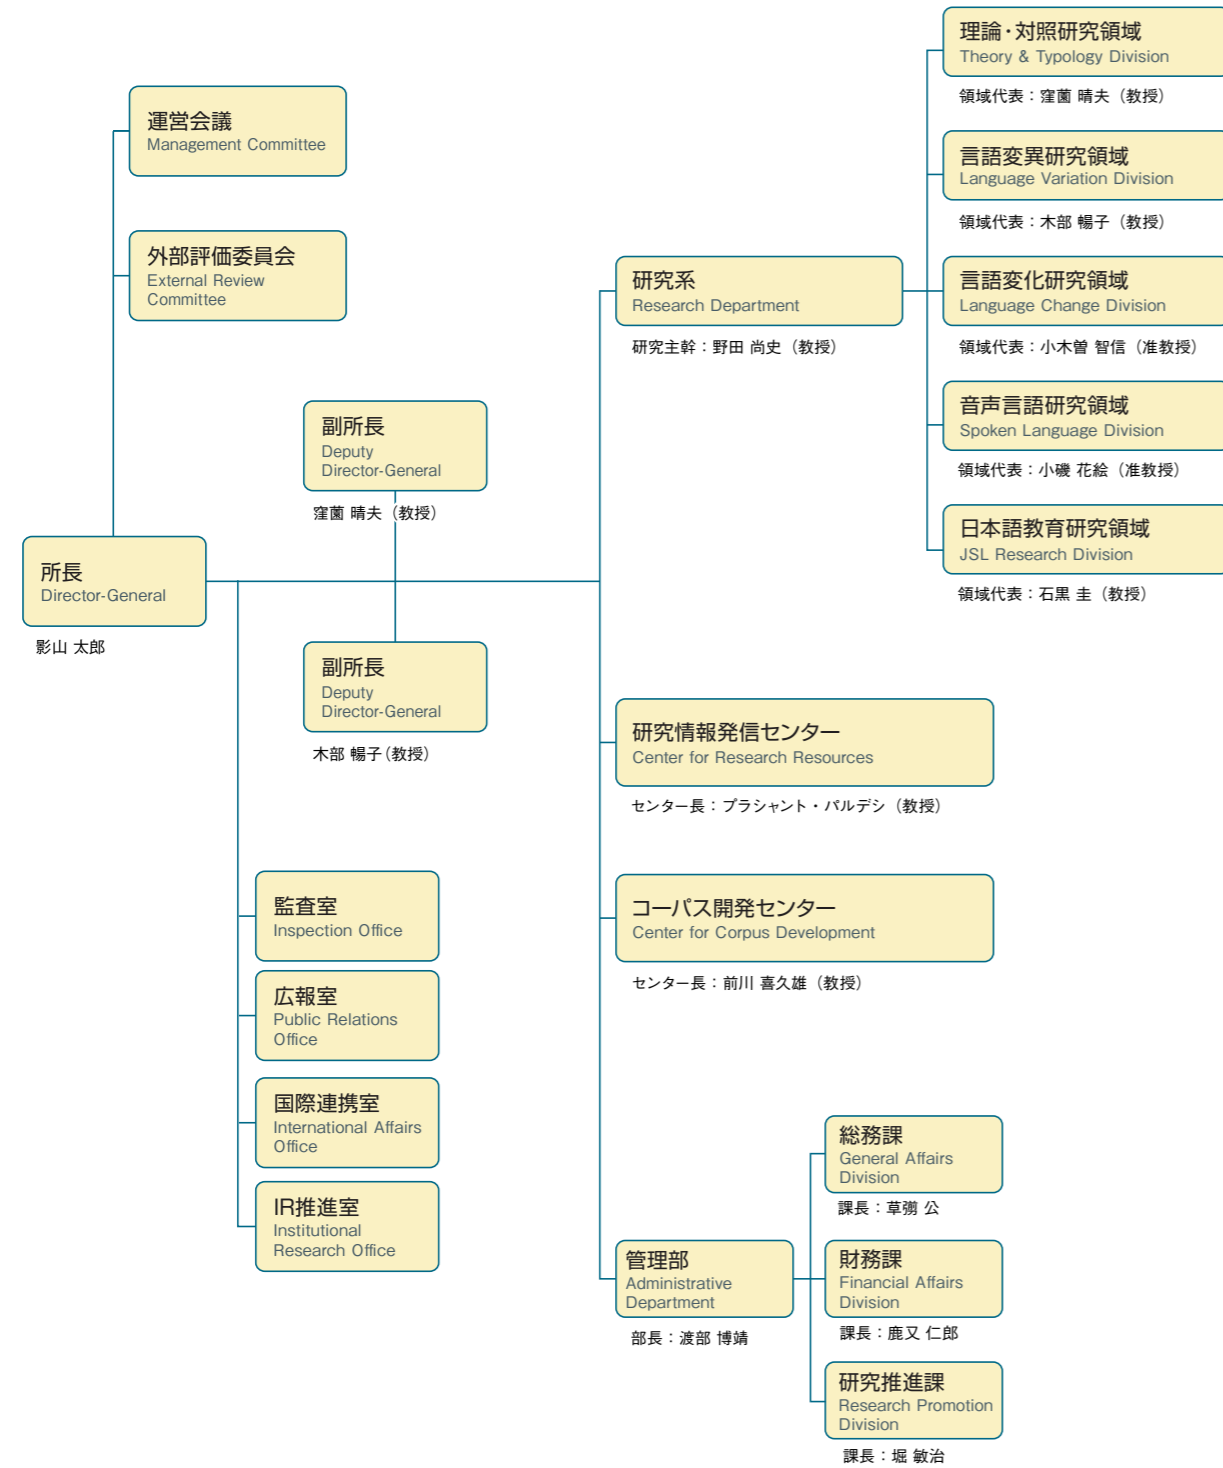 運営会議
Management Committee
外部評価委員会
External Review
Committee
所長
Director-General
影山 太郎
副所長
Deputy
Director-General
窪薗 晴夫（教授）
副所長
Deputy
Director-General
木部 暢子（教授）
監査室
Inspection Office
広報室
Public Relations
Office
国際連携室
International Affairs
Office
IR推進室
Institutional
Research Office
研究系
Research Department
研究主幹：野田 尚史（教授）
理論・対照研究領域
Theory & Typology Division
領域代表：窪薗 晴夫（教授）
言語変異研究領域
Language Variation Division
領域代表：木部 暢子（教授）
言語変化研究領域
Language Change Division
領域代表：小木曽 智信（准教授）
音声言語研究領域
Spoken Language Division
領域代表：小磯 花絵（准教授）
日本語教育研究領域
JSL Research Division
領域代表：石黒 圭（教授）
研究情報発信センター
Center for Research Resources
センター長：プラシャント・パルデシ（教授）
コーパス開発センター
Center for Corpus Development
センター長：前川 喜久雄（教授）
管理部
Administrative
Department
部長：渡部 博靖
総務課
General Affairs
Division
課長：草彅 公
財務課
Financial Affairs
Division
課長：鹿又 仁郎
研究推進課
Research Promotion
Division
課長：堀 敏治